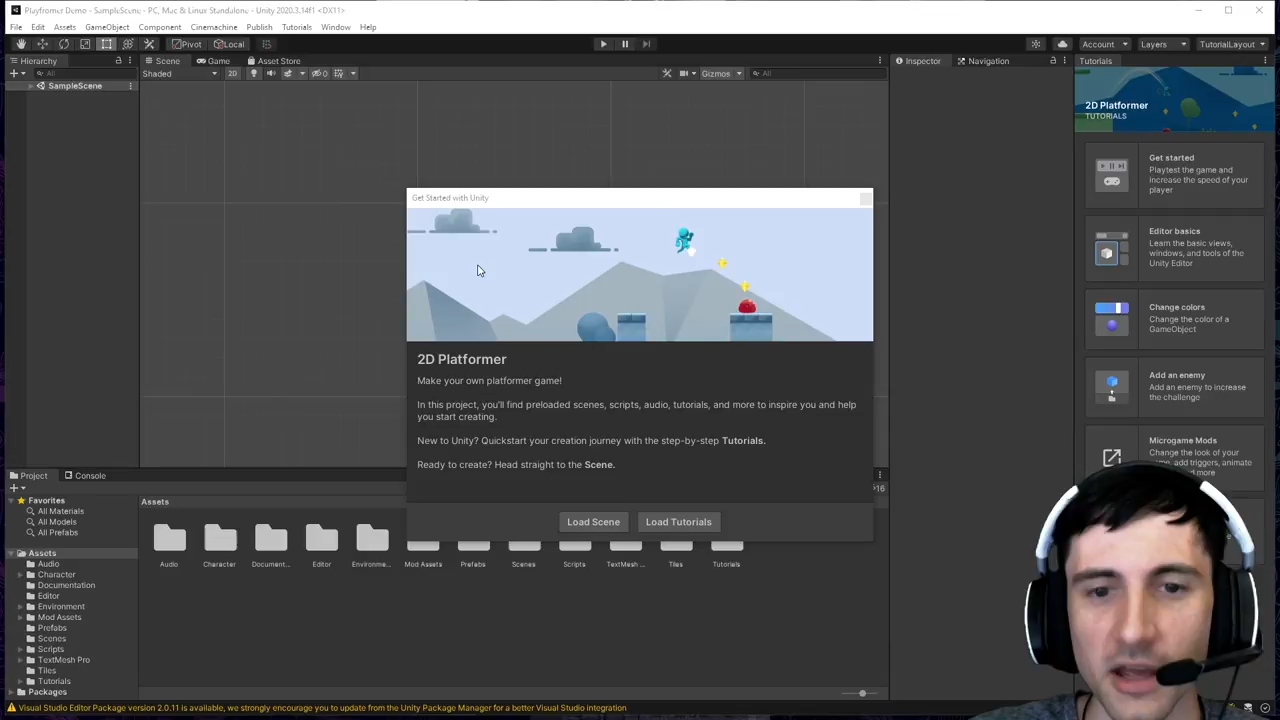 Playfromer Demo - SampleScene - PC, Mac & Linux Standalone - Unity 2020.3.14f1 <DX11>
File Edit Assets GameObject Component Cinemachine Publish Tutorials Window Help
Pivot Local
Account Layers TutorialLayout
Hierarchy
All
SampleScene
Scene Game Asset Store
Shaded 2D 0 Gizmos All
Inspector Navigation
Tutorials
2D Platformer
TUTORIALS
Get started
Playtest the game and
increase the speed of your
player
Editor basics
Learn the basic views,
windows, and tools of the
Unity Editor
Change colors
Change the color of a
GameObject
Add an enemy
Add an enemy to increase
the challenge
Microgame Mods
Change the look of your
add triggers, animate
d more
Get Started with Unity
2D Platformer
Make your own platformer game!
In this project, you'll find preloaded scenes, scripts, audio, tutorials, and more to inspire you and help
you start creating.
New to Unity? Quickstart your creation journey with the step-by-step Tutorials.
Ready to create? Head straight to the Scene.
Load Scene Load Tutorials
Project Console
16
Favorites
All Materials
All Models
All Prefabs
Assets
Audio
Character
Documentation
Editor
Environment
Mod Assets
Prefabs
Scenes
Scripts
TextMesh Pro
Tiles
Tutorials
Packages
Assets
Audio Character Document... Editor Environme... Mod Assets Prefabs Scenes Scripts TextMesh ... Tiles Tutorials
Visual Studio Editor Package version 2.0.11 is available, we strongly encourage you to update from the Unity Package Manager for a better Visual Studio integration